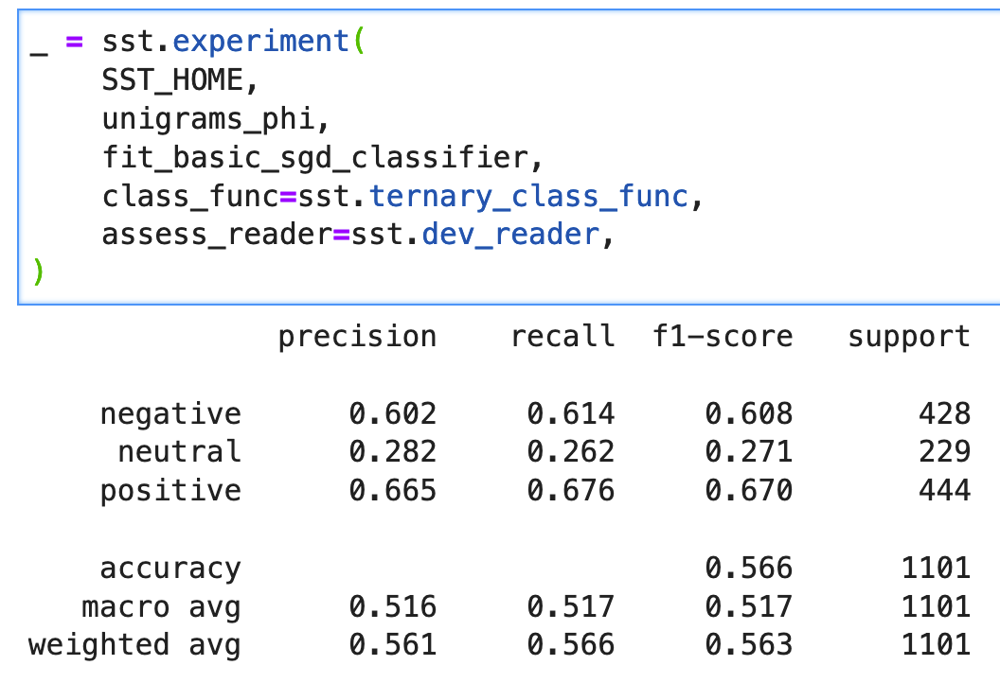 _ = sst.experiment(
    SST_HOME,
    unigrams_phi,
    fit_basic_sgd_classifier,
    class_func=sst.ternary_class_func,
    assess_reader=sst.dev_reader,
)
              precision    recall  f1-score   support

    negative      0.602     0.614     0.608       428
     neutral      0.282     0.262     0.271       229
    positive      0.665     0.676     0.670       444

    accuracy                          0.566      1101
   macro avg      0.516     0.517     0.517      1101
weighted avg      0.561     0.566     0.563      1101